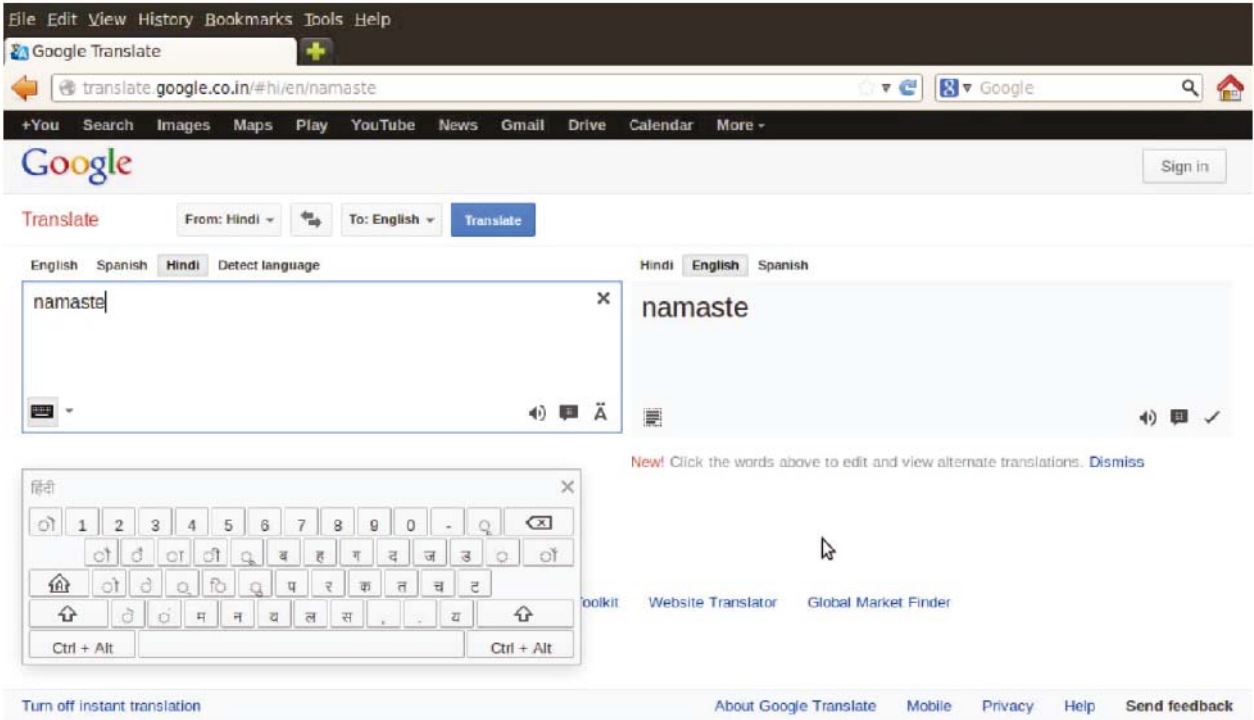 File Edit View History Bookmarks Tools Help
Google Translate
translate.google.co.in/#hi/en/namaste Google
+You Search Images Maps Play YouTube News Gmail Drive Calendar More
Google Sign in
Translate From: Hindi To: English Translate
English Spanish Hindi Detect language Hindi English Spanish
namaste namaste
Ä
New! Click the words above to edit and view alternate translations. Dismiss
हिंदी
1 2 3 4 5 6 7 8 9 0 - ृ
ौ ै ा ी ू ब ह ग द ज ड ़ ॉ
ो े ् ि ु प र क त च ट
ॆ ं म न व ल स , . य
oolkit Website Translator Global Market Finder
Ctrl + Alt Ctrl + Alt
Turn off instant translation About Google Translate Mobile Privacy Help Send feedback